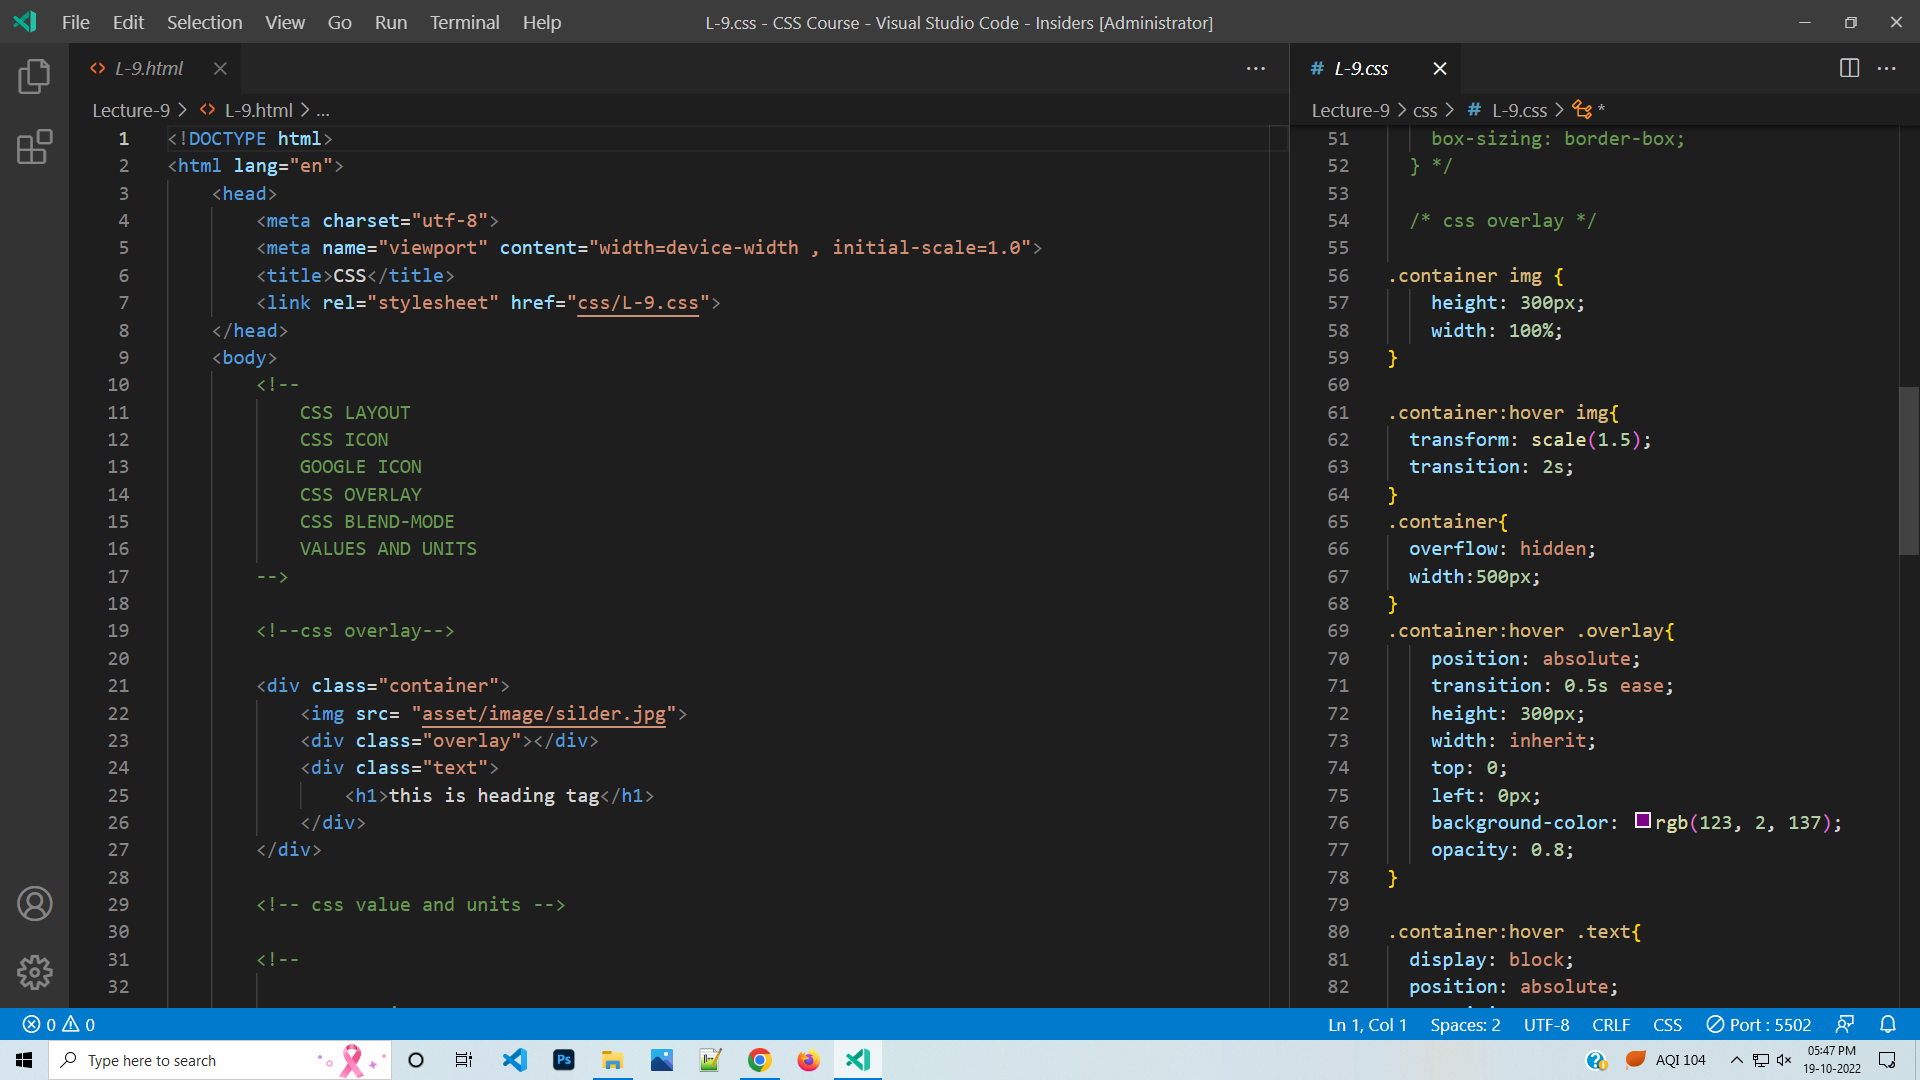 File Edit Selection View Go Run Terminal Help
L-9.css - CSS Course - Visual Studio Code - Insiders [Administrator]
L-9.html
Lecture-9 > L-9.html > ...
1 <!DOCTYPE html>
2 <html lang="en">
3 <head>
4 <meta charset="utf-8">
5 <meta name="viewport" content="width=device-width , initial-scale=1.0">
6 <title>CSS</title>
7 <link rel="stylesheet" href="css/L-9.css">
8 </head>
9 <body>
10 <!--
11 CSS LAYOUT
12 CSS ICON
13 GOOGLE ICON
14 CSS OVERLAY
15 CSS BLEND-MODE
16 VALUES AND UNITS
17 -->
18
19 <!--css overlay-->
20
21 <div class="container">
22 <img src= "asset/image/silder.jpg">
23 <div class="overlay"></div>
24 <div class="text">
25 <h1>this is heading tag</h1>
26 </div>
27 </div>
28
29 <!-- css value and units -->
30
31 <!--
32
# L-9.css
Lecture-9 > css > # L-9.css > *
51 box-sizing: border-box;
52 } */
53
54 /* css overlay */
55
56 .container img {
57 height: 300px;
58 width: 100%;
59 }
60
61 .container:hover img{
62 transform: scale(1.5);
63 transition: 2s;
64 }
65 .container{
66 overflow: hidden;
67 width:500px;
68 }
69 .container:hover .overlay{
70 position: absolute;
71 transition: 0.5s ease;
72 height: 300px;
73 width: inherit;
74 top: 0;
75 left: 0px;
76 background-color: rgb(123, 2, 137);
77 opacity: 0.8;
78 }
79
80 .container:hover .text{
81 display: block;
82 position: absolute;
0 0
Ln 1, Col 1 Spaces: 2 UTF-8 CRLF CSS Port : 5502
Type here to search
Ps
AQI 104
05:47 PM
19-10-2022